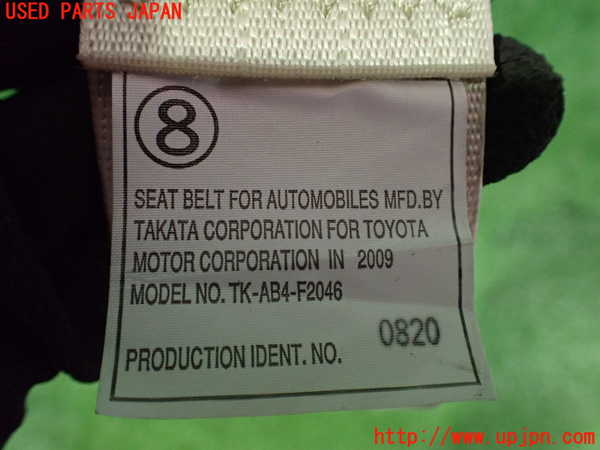 USED PARTS JAPAN
8
SEAT BELT FOR AUTOMOBILES MFD.BY
TAKATA CORPORATION FOR TOYOTA
MOTOR CORPORATION IN 2009
MODEL NO. TK-AB4-F2046
PRODUCTION IDENT. NO. 0820
http://www.upjpn.com/